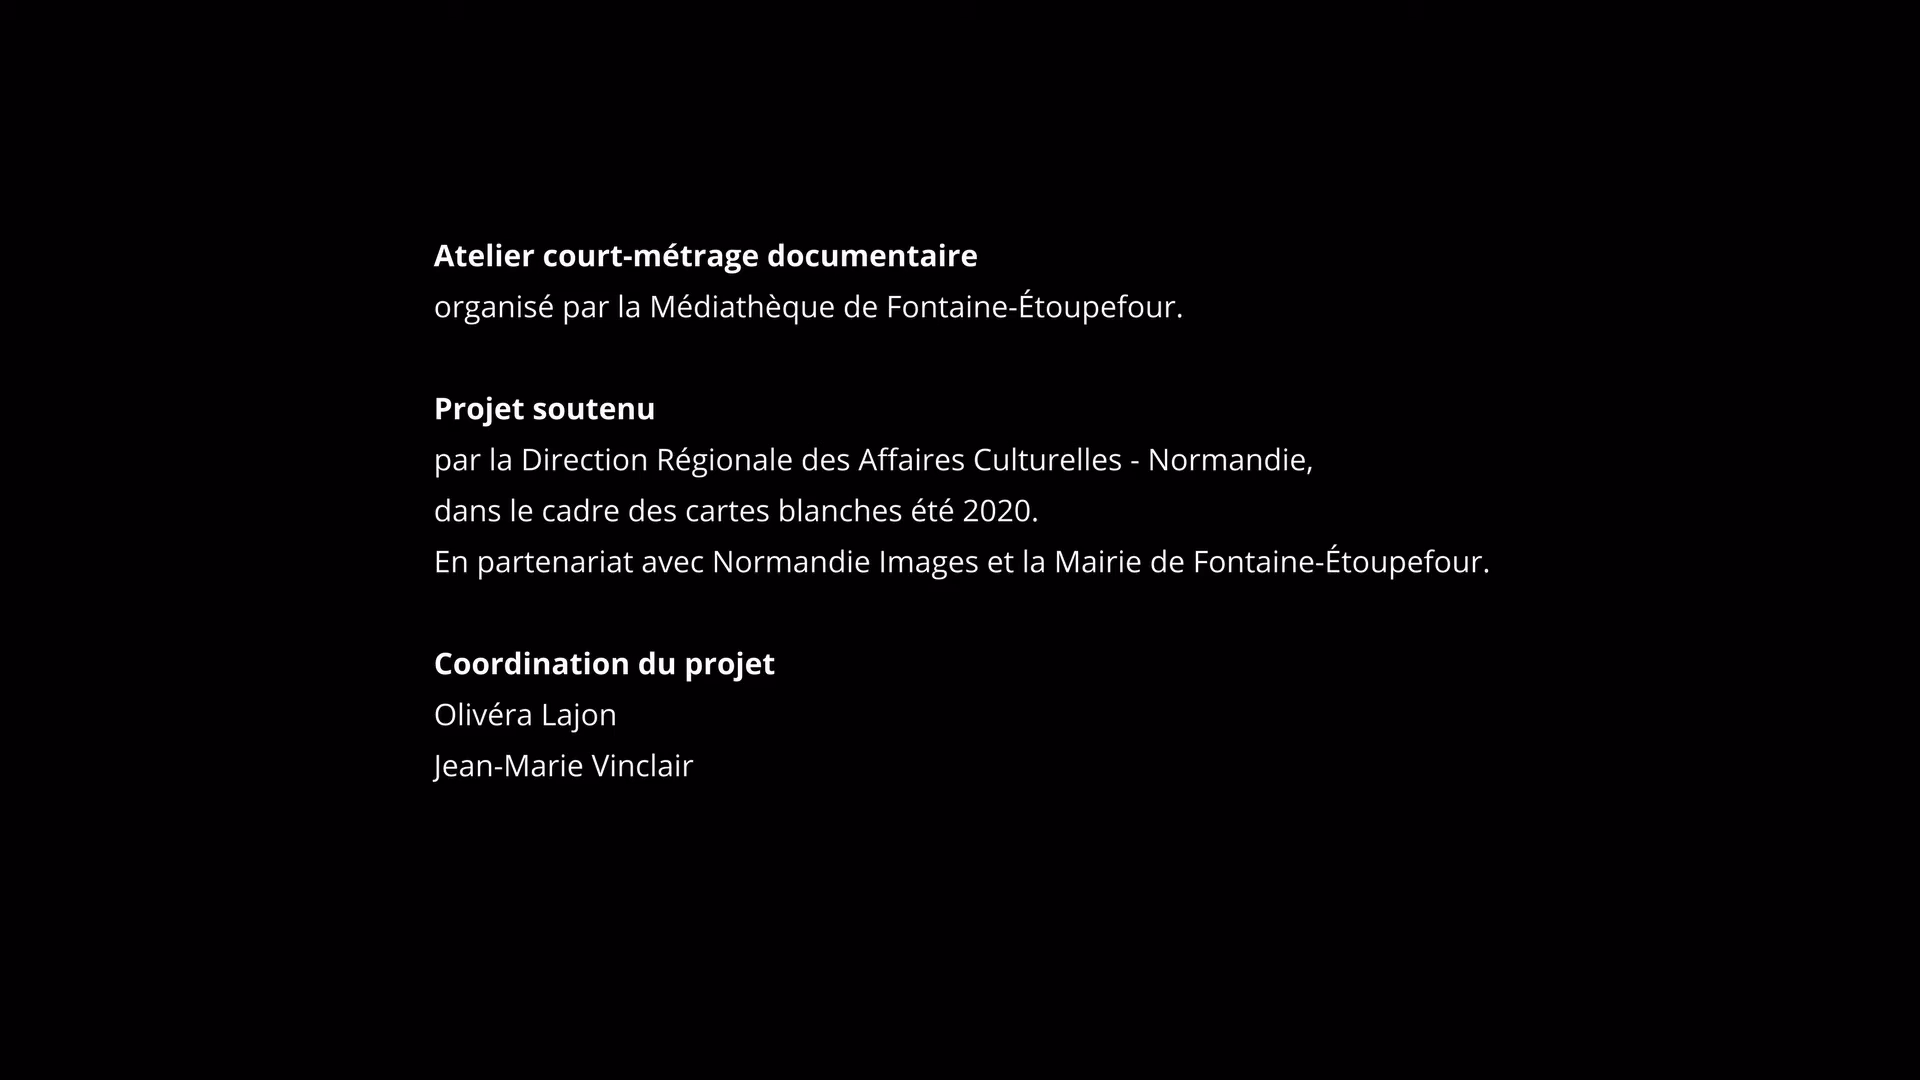 Atelier court-métrage documentaire
organisé par la Médiathèque de Fontaine-Étoupefour.
Projet soutenu
par la Direction Régionale des Affaires Culturelles - Normandie,
dans le cadre des cartes blanches été 2020.
En partenariat avec Normandie Images et la Mairie de Fontaine-Étoupefour.
Coordination du projet
Olivéra Lajon
Jean-Marie Vinclair